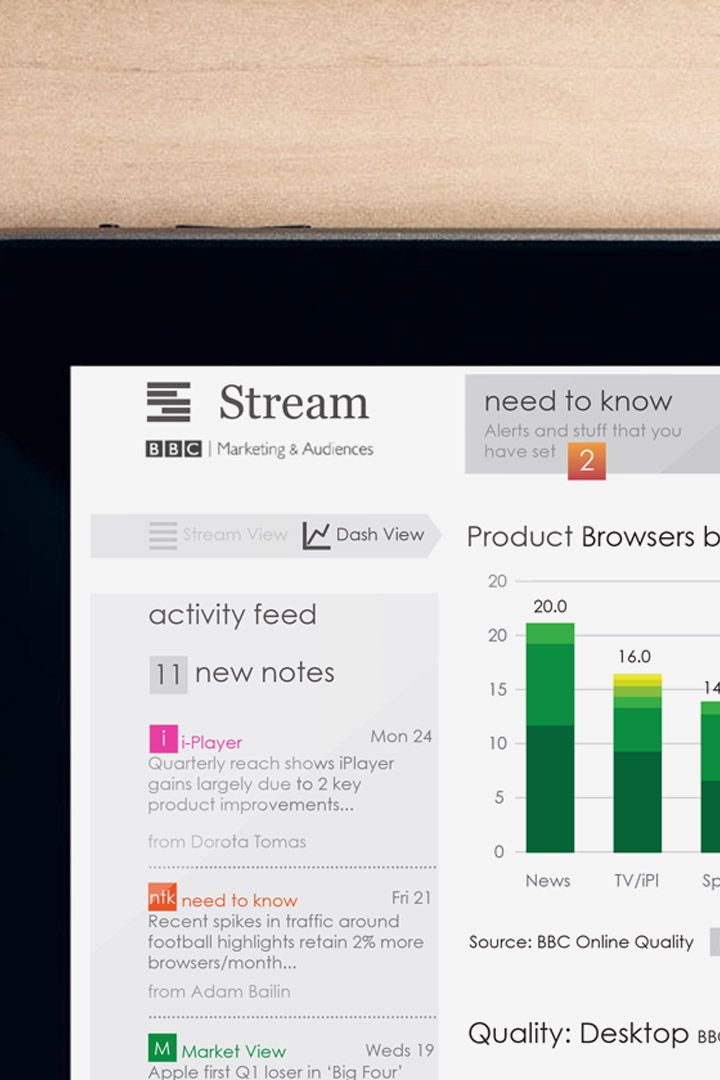 Stream
BBC | Marketing & Audiences
need to know
Alerts and stuff that you
have set 2
Stream View Dash View
activity feed
11 new notes
i i-Player Mon 24
Quarterly reach shows iPlayer
gains largely due to 2 key
product improvements...
from Dorota Tomas
ntk need to know Fri 21
Recent spikes in traffic around
football highlights retain 2% more
browsers/month...
from Adam Bailin
M Market View Weds 19
Apple first Q1 loser in ‘Big Four’
Product Browsers b
20
20.0
20
16.0
15
14
10
5
0
News TV/iPl Sp
Source: BBC Online Quality
Quality: Desktop BBC